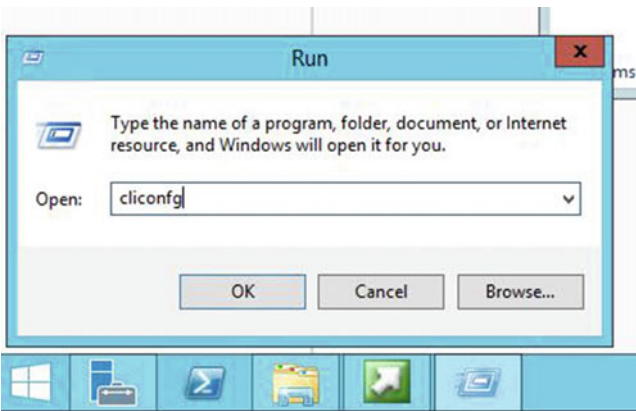 Run
ms
Type the name of a program, folder, document, or Internet
resource, and Windows will open it for you.
Open: cliconfg
OK Cancel Browse...